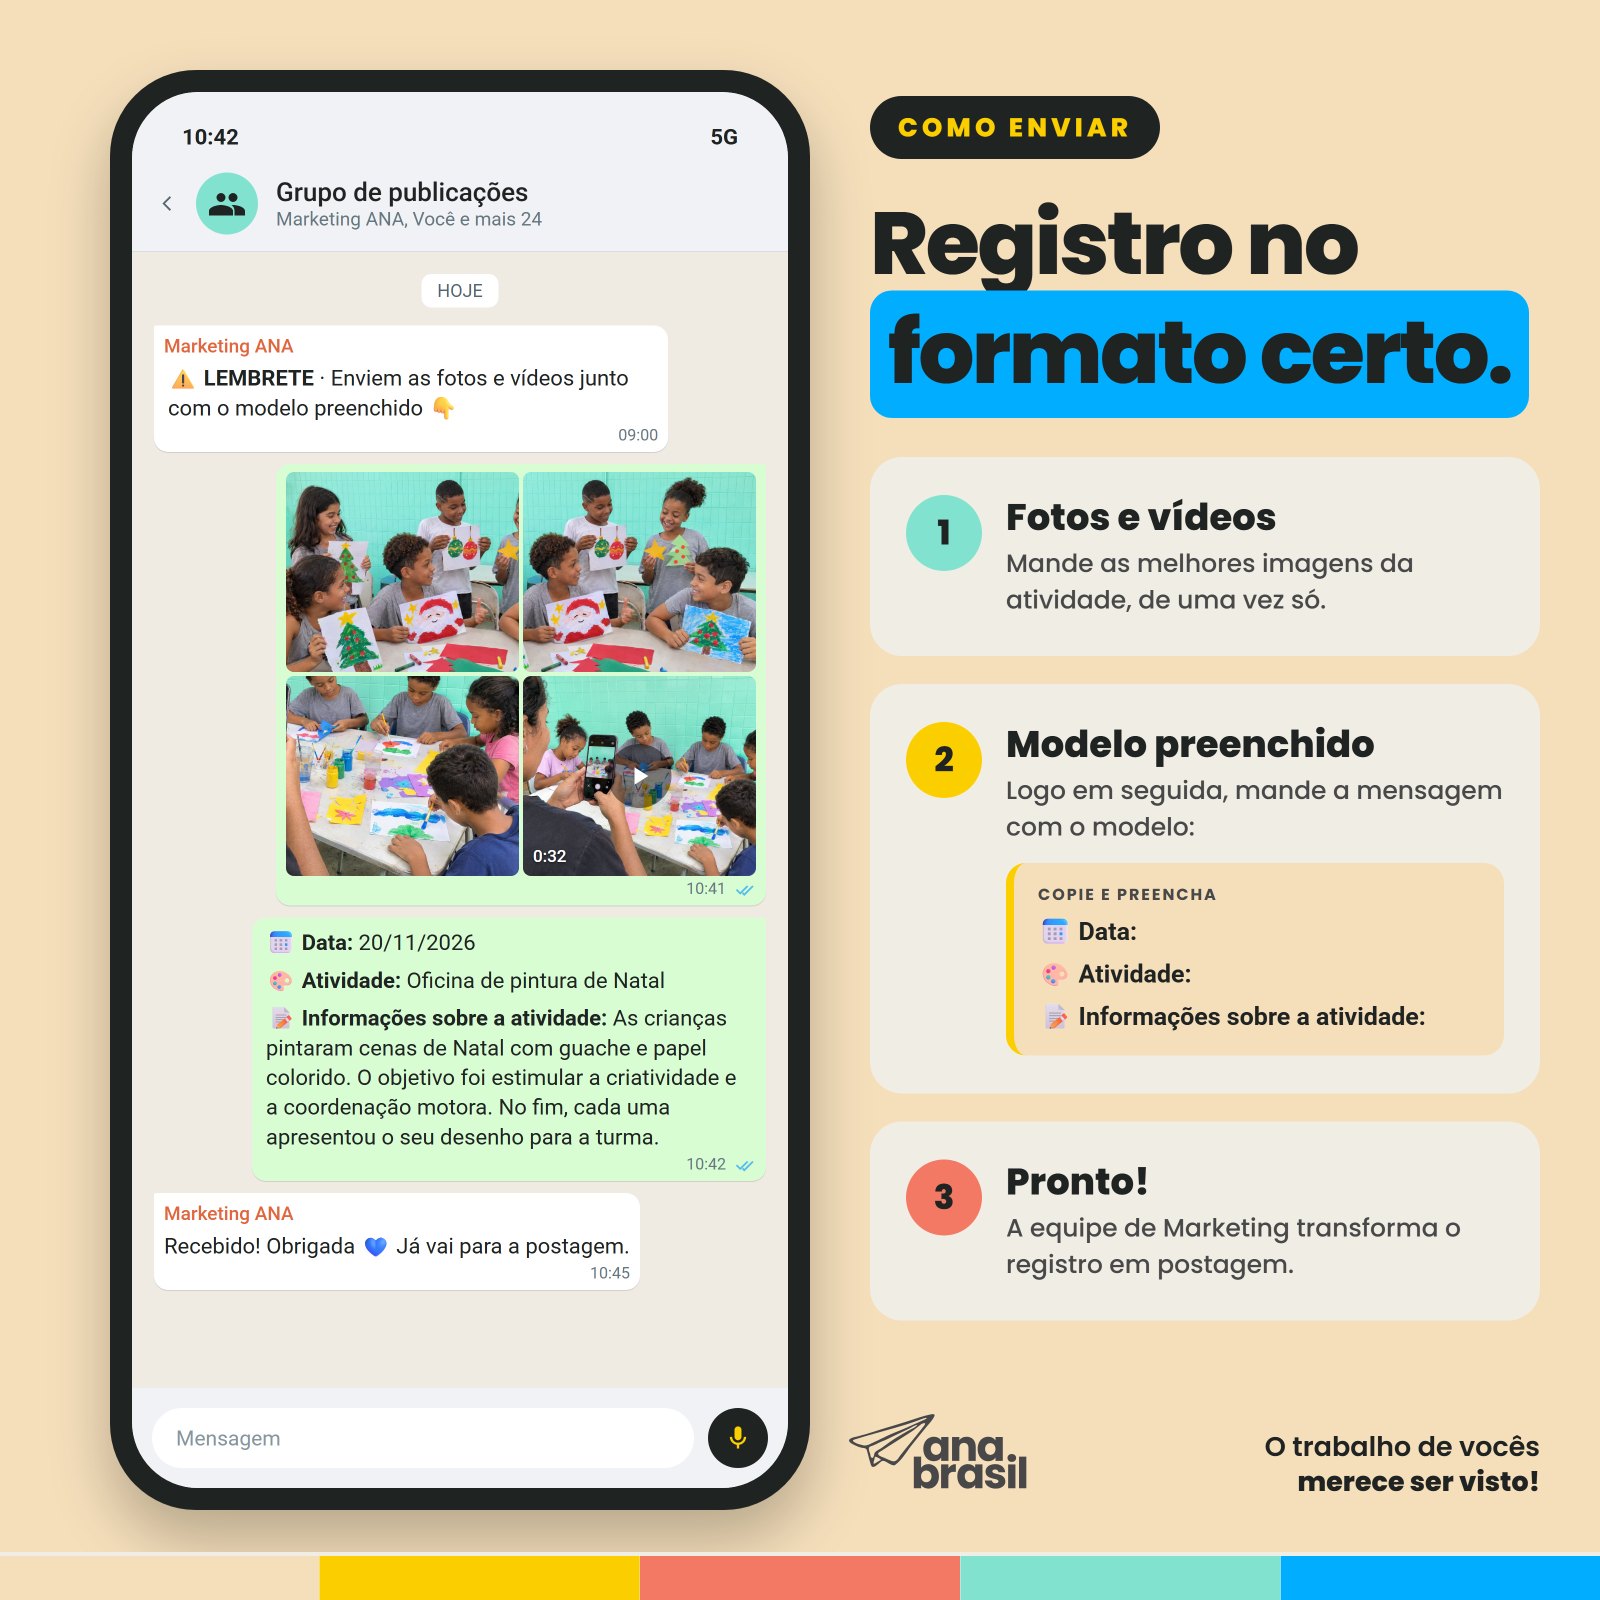 10:42
5G
Grupo de publicações
Marketing ANA, Você e mais 24
HOJE
Marketing ANA
⚠️ LEMBRETE · Enviem as fotos e vídeos junto
com o modelo preenchido 👇
09:00
0:32
10:41
📅 Data: 20/11/2026
🎨 Atividade: Oficina de pintura de Natal
📝 Informações sobre a atividade: As crianças
pintaram cenas de Natal com guache e papel
colorido. O objetivo foi estimular a criatividade e
a coordenação motora. No fim, cada uma
apresentou o seu desenho para a turma.
10:42
Marketing ANA
Recebido! Obrigada 💙 Já vai para a postagem.
10:45
Mensagem
COMO ENVIAR
Registro no
formato certo.
1
Fotos e vídeos
Mande as melhores imagens da
atividade, de uma vez só.
2
Modelo preenchido
Logo em seguida, mande a mensagem
com o modelo:
COPIE E PREENCHA
📅 Data:
🎨 Atividade:
📝 Informações sobre a atividade:
3
Pronto!
A equipe de Marketing transforma o
registro em postagem.
ana
brasil
O trabalho de vocês
merece ser visto!